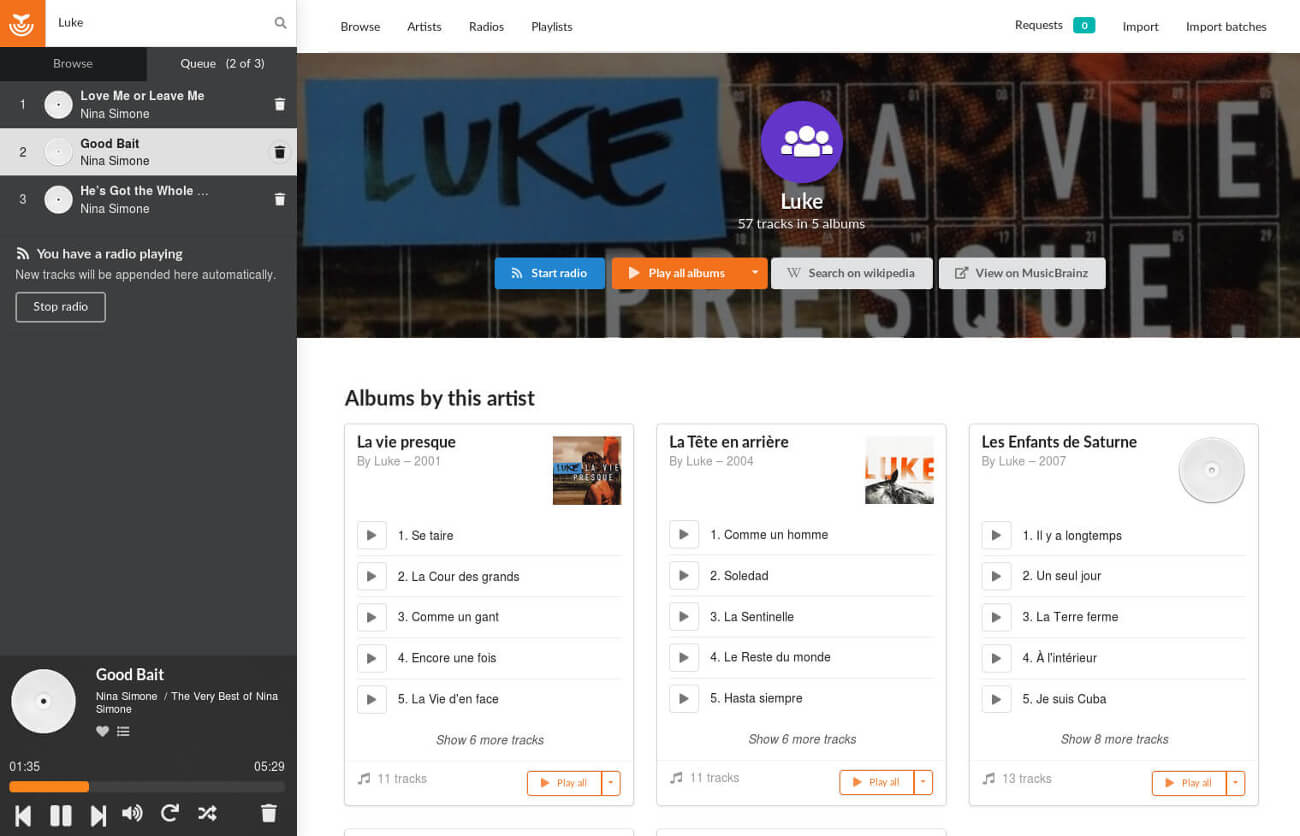 Luke
Browse
Queue (2 of 3)
1
Love Me or Leave Me
Nina Simone
2
Good Bait
Nina Simone
3
He's Got the Whole ...
Nina Simone
You have a radio playing
New tracks will be appended here automatically.
Stop radio
Good Bait
Nina Simone / The Very Best of Nina
Simone
01:35
05:29
Browse
Artists
Radios
Playlists
Requests 0
Import
Import batches
LUKE
LA VIE
PRESQUE.
Luke
57 tracks in 5 albums
Start radio
Play all albums
W Search on wikipedia
View on MusicBrainz
Albums by this artist
La vie presque
By Luke – 2001
LUKE LA VIE
PRESQUE
1. Se taire
2. La Cour des grands
3. Comme un gant
4. Encore une fois
5. La Vie d'en face
Show 6 more tracks
11 tracks
Play all
La Tête en arrière
By Luke – 2004
LUKE
1. Comme un homme
2. Soledad
3. La Sentinelle
4. Le Reste du monde
5. Hasta siempre
Show 6 more tracks
11 tracks
Play all
Les Enfants de Saturne
By Luke – 2007
1. Il y a longtemps
2. Un seul jour
3. La Terre ferme
4. À l'intérieur
5. Je suis Cuba
Show 8 more tracks
13 tracks
Play all